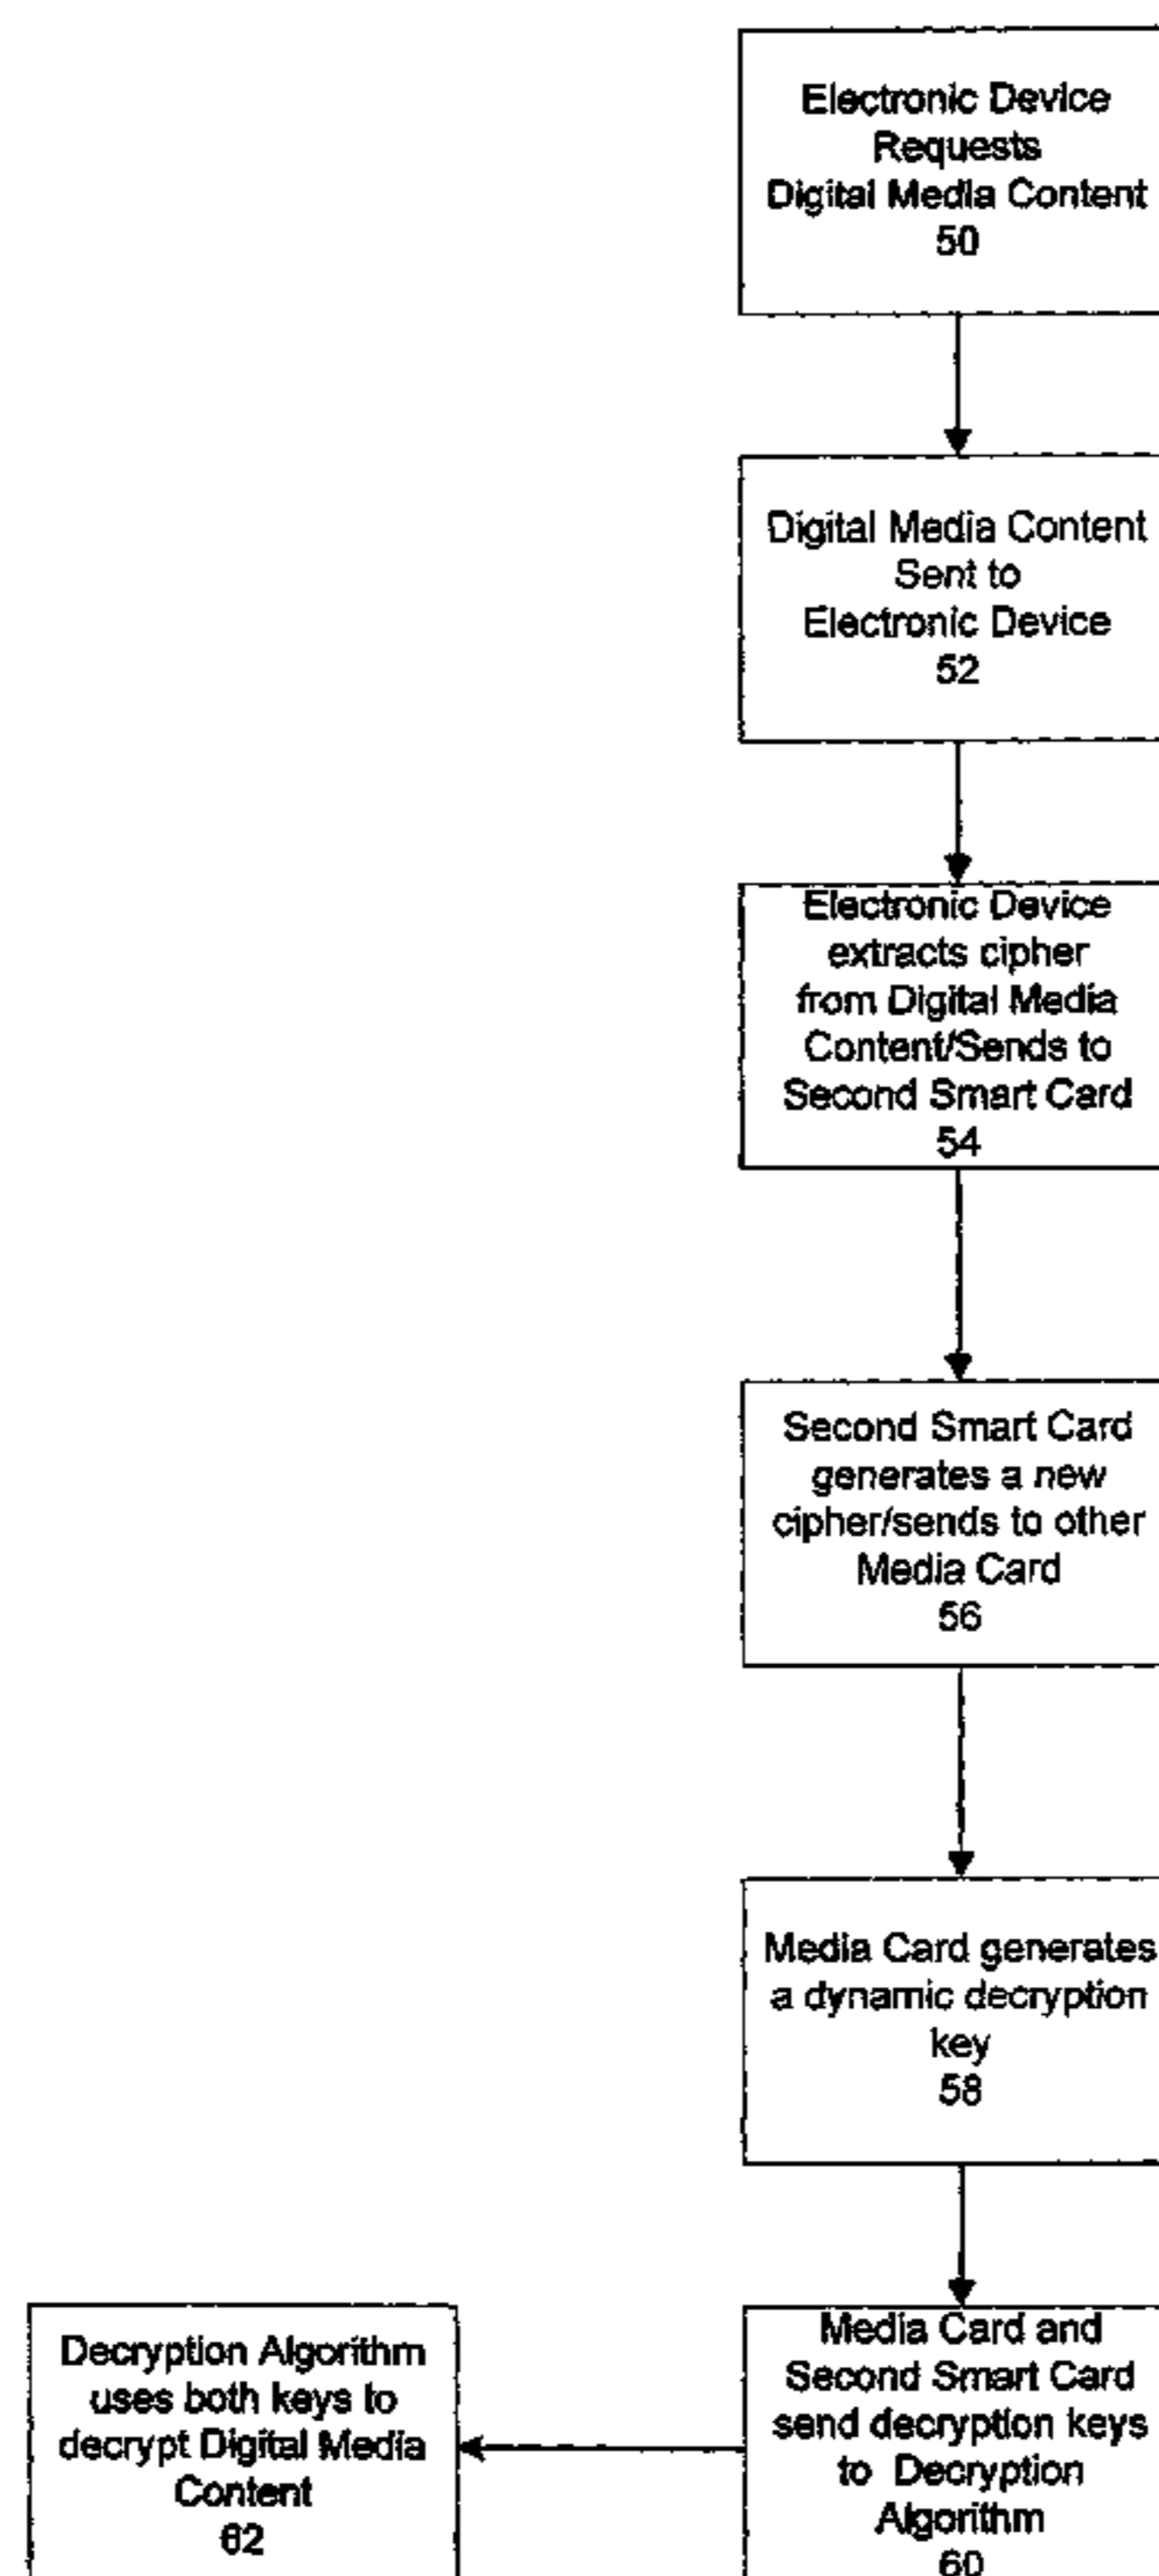 Electronic Device
Requests
Digital Media Content
50
Digital Media Content
Sent to
Electronic Device
52
Electronic Device
extracts cipher
from Digital Media
Content/Sends to
Second Smart Card
54
Second Smart Card
generates a new
cipher/sends to other
Media Card
56
Media Card generates
a dynamic decryption
key
58
Media Card and
Second Smart Card
send decryption keys
to Decryption
Algorithm
60
Decryption Algorithm
uses both keys to
decrypt Digital Media
Content
62